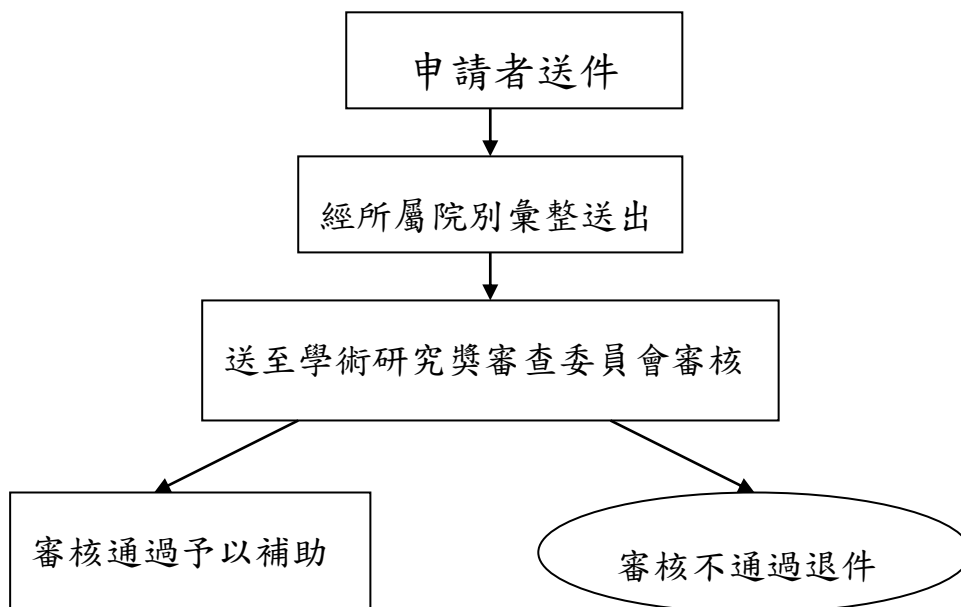 申請者送件
經所屬院別彙整送出
送至學術研究獎審查委員會審核
審核通過予以補助
審核不通過退件